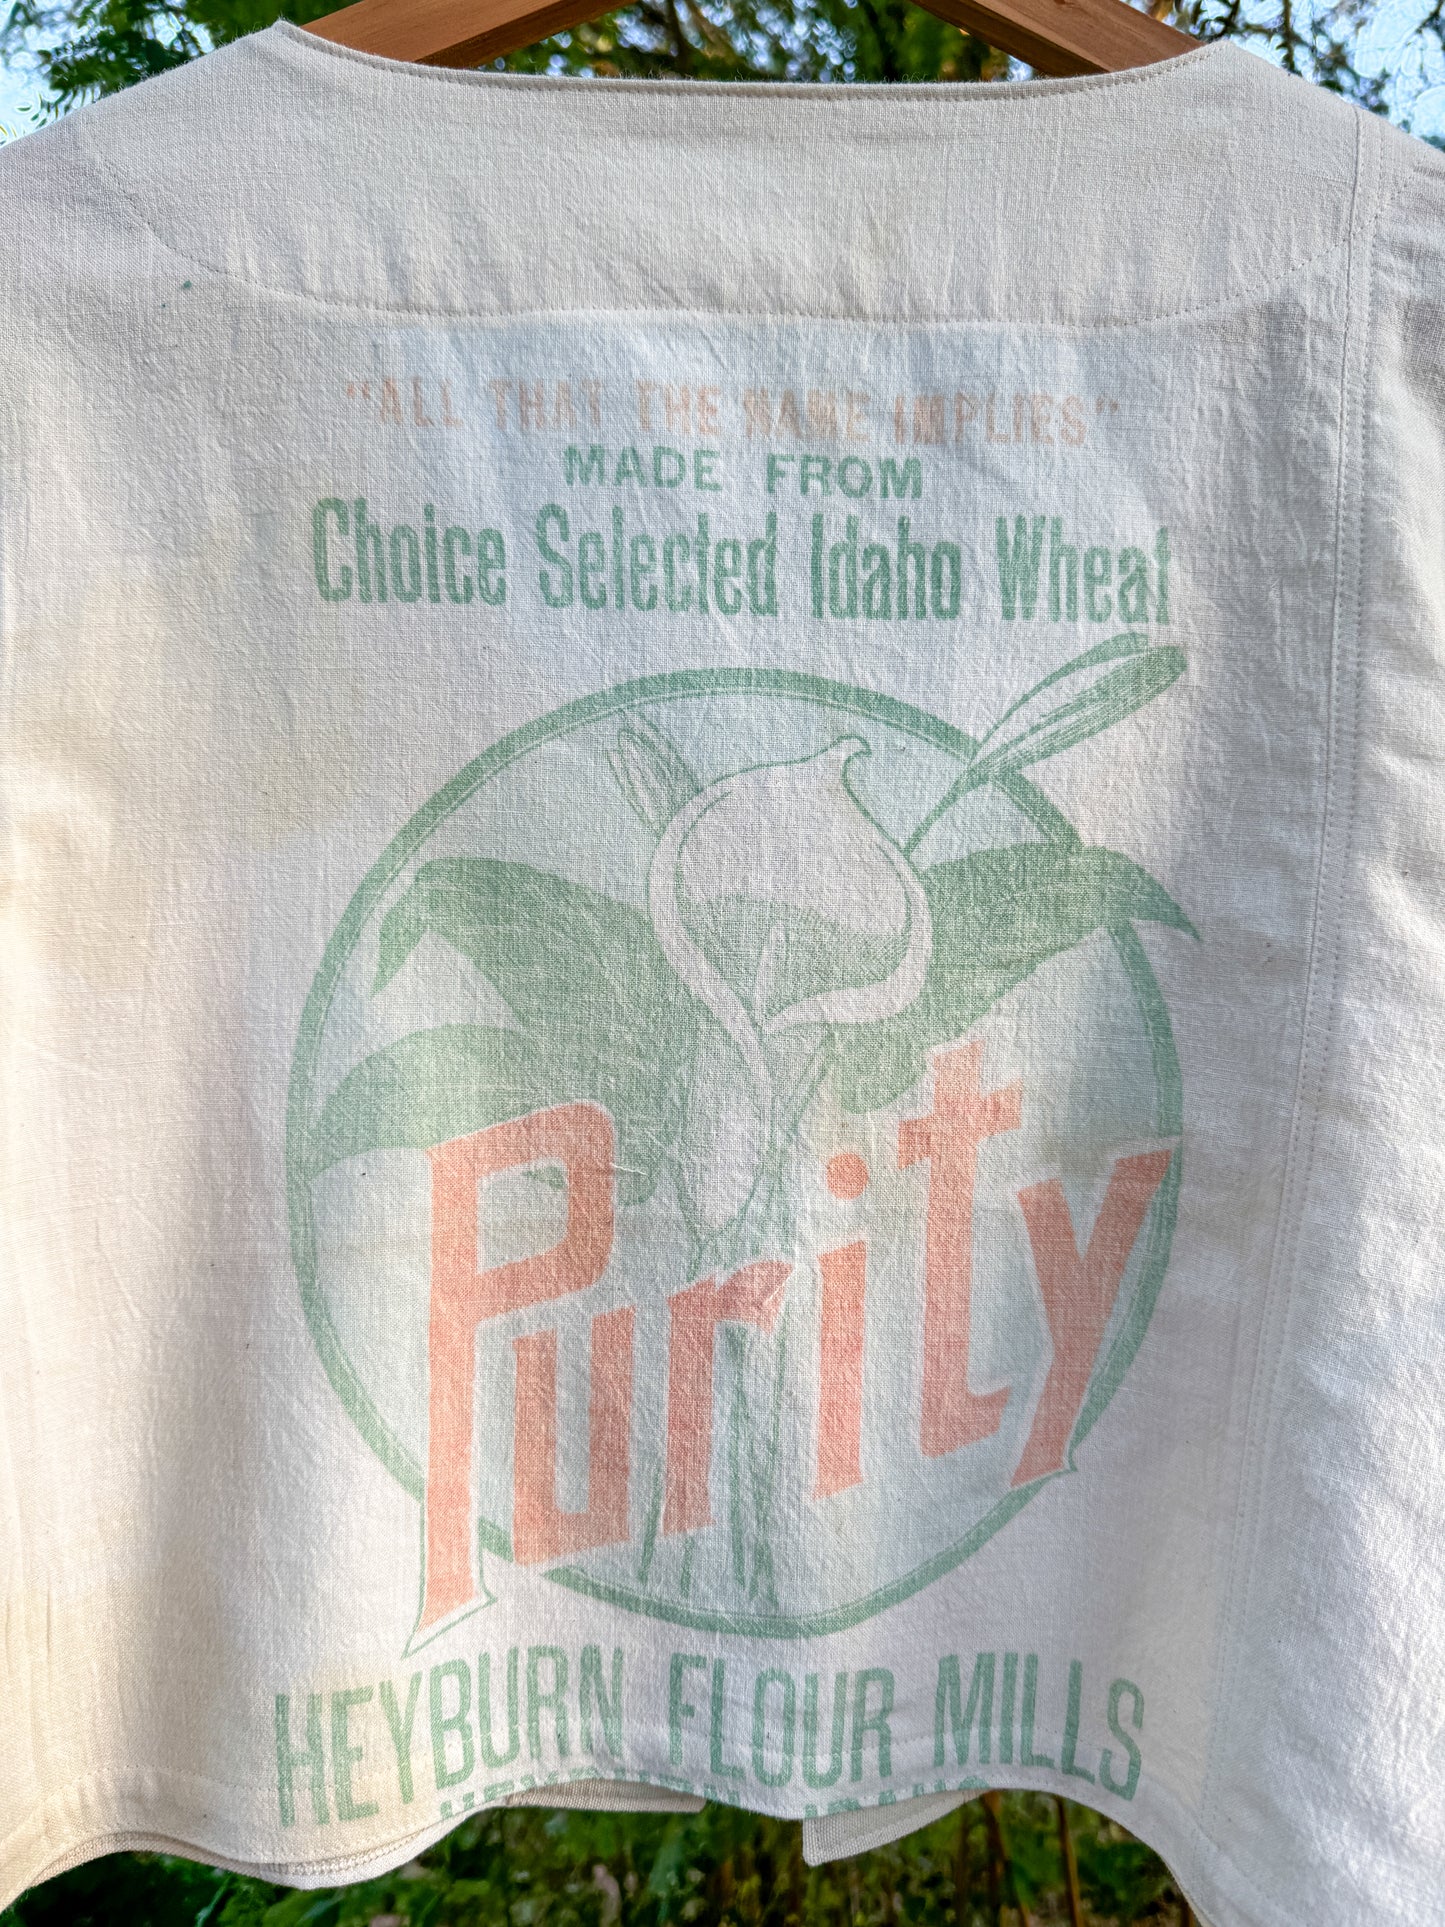 "ALL THAT THE NAME IMPLIES"
MADE FROM
Choice Selected Idaho Wheat
Purity
HEYBURN FLOUR MILLS